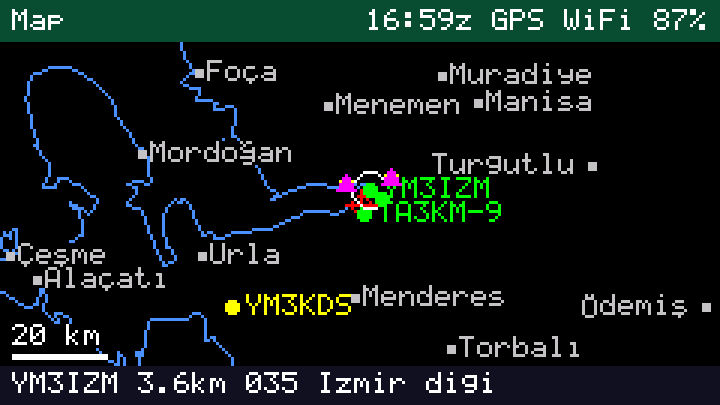 Map 16:59z GPS WiFi 87%
Foça
Muradiye
Menemen
Manisa
Mordoğan
Turgutlu
YM3IZM
TA3KM-9
Çeşme
Urla
Alaçatı
YM3KDS
Menderes
Ödemiş
20 km
Torbalı
YM3IZM 3.6km 035 Izmir digi